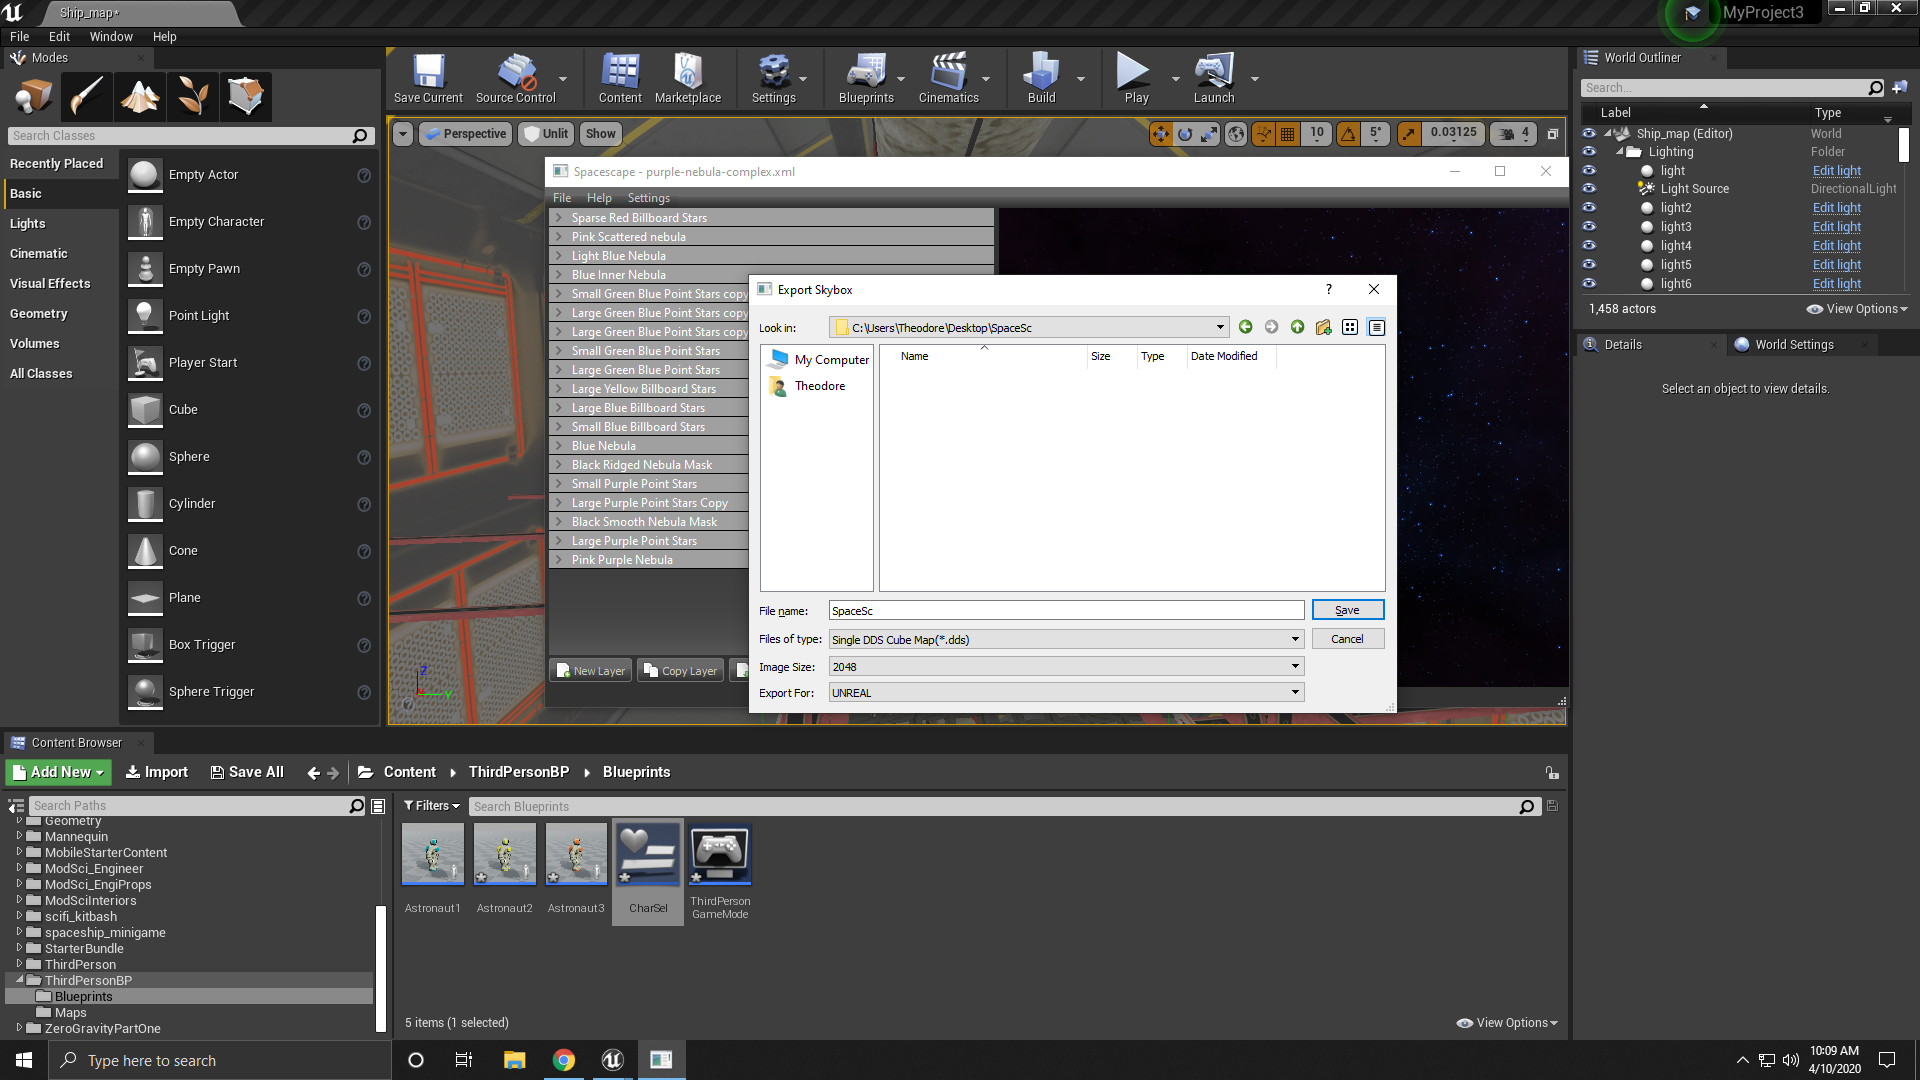 Ship_map*
MyProject3
File Edit Window Help
Modes
Search Classes
Recently Placed
Basic
Lights
Cinematic
Visual Effects
Geometry
Volumes
All Classes
Empty Actor
Empty Character
Empty Pawn
Point Light
Player Start
Cube
Sphere
Cylinder
Cone
Plane
Box Trigger
Sphere Trigger
Save Current
Source Control
Content
Marketplace
Settings
Blueprints
Cinematics
Build
Play
Launch
Perspective
Unlit
Show
10
5°
0.03125
4
Spacescape - purple-nebula-complex.xml
File Help Settings
Sparse Red Billboard Stars
Pink Scattered nebula
Light Blue Nebula
Blue Inner Nebula
Small Green Blue Point Stars copy
Large Green Blue Point Stars copy
Large Green Blue Point Stars copy
Small Green Blue Point Stars
Large Green Blue Point Stars
Large Yellow Billboard Stars
Large Blue Billboard Stars
Small Blue Billboard Stars
Blue Nebula
Black Ridged Nebula Mask
Small Purple Point Stars
Large Purple Point Stars Copy
Black Smooth Nebula Mask
Large Purple Point Stars
Pink Purple Nebula
New Layer
Copy Layer
Z
Y
Export Skybox
?
Look in:
C:\Users\Theodore\Desktop\SpaceSc
My Computer
Theodore
Name Size Type Date Modified
File name: SpaceSc
Save
Files of type: Single DDS Cube Map(*.dds)
Cancel
Image Size: 2048
Export For: UNREAL
World Outliner
Search...
Label Type
Ship_map (Editor) World
Lighting Folder
light Edit light
Light Source DirectionalLight
light2 Edit light
light3 Edit light
light4 Edit light
light5 Edit light
light6 Edit light
1,458 actors
View Options
Details
World Settings
Select an object to view details.
Content Browser
Add New
Import
Save All
Content
ThirdPersonBP
Blueprints
Search Paths
Filters
Search Blueprints
Geometry
Mannequin
MobileStarterContent
ModSci_Engineer
ModSci_EngiProps
ModSciInteriors
scifi_kitbash
spaceship_minigame
StarterBundle
ThirdPerson
ThirdPersonBP
Blueprints
Maps
ZeroGravityPartOne
Astronaut1
Astronaut2
Astronaut3
CharSel
ThirdPerson
GameMode
5 items (1 selected)
View Options
Type here to search
10:09 AM
4/10/2020